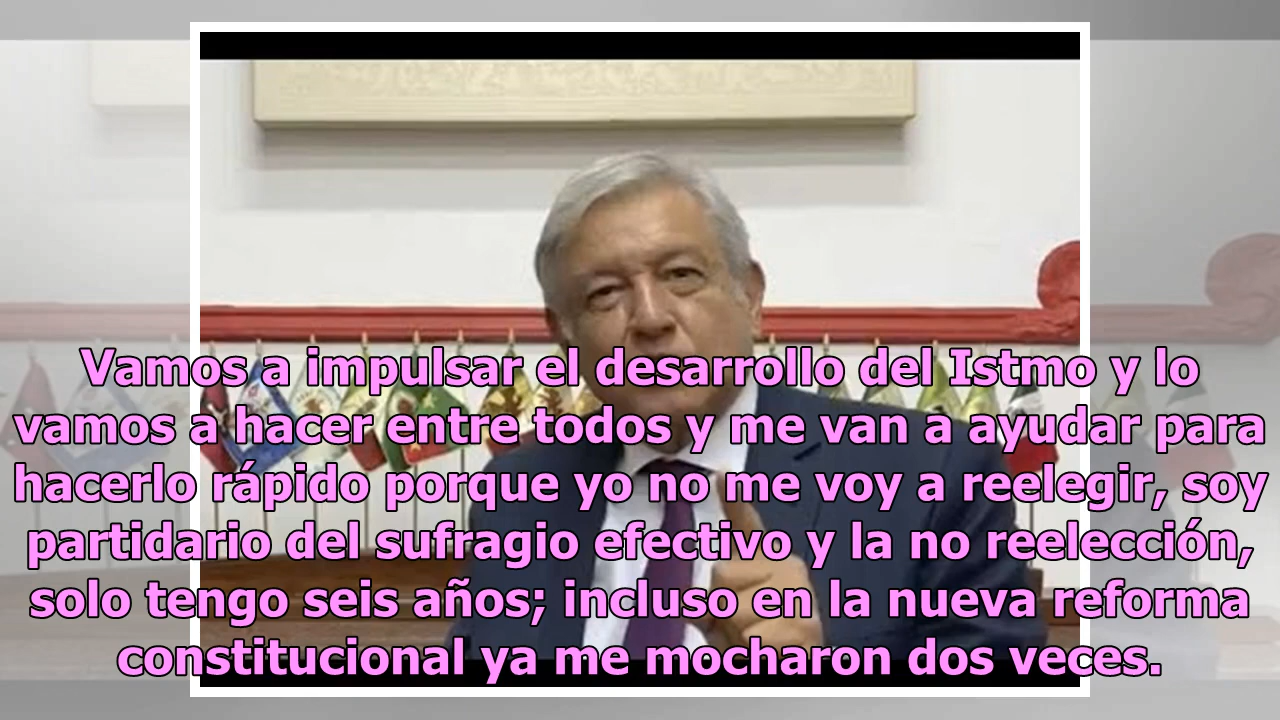 Vamos a impulsar el desarrollo del Istmo y lo
vamos a hacer entre todos y me van a ayudar para
hacerlo rápido porque yo no me voy a reelegir, soy
partidario del sufragio efectivo y la no reelección,
solo tengo seis años; incluso en la nueva reforma
constitucional ya me mocharon dos veces.